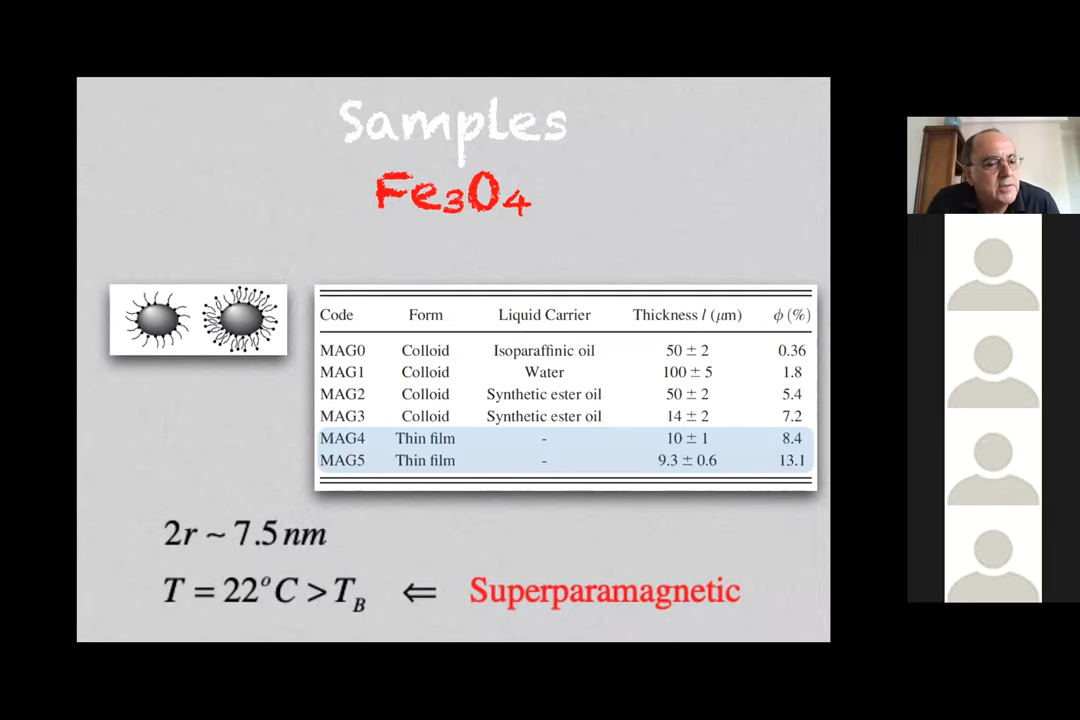 Samples
Fe₃O₄
Code Form Liquid Carrier Thickness l (μm) ϕ (%)
MAG0 Colloid Isoparaffinic oil 50 ± 2 0.36
MAG1 Colloid Water 100 ± 5 1.8
MAG2 Colloid Synthetic ester oil 50 ± 2 5.4
MAG3 Colloid Synthetic ester oil 14 ± 2 7.2
MAG4 Thin film - 10 ± 1 8.4
MAG5 Thin film - 9.3 ± 0.6 13.1
2r ~ 7.5 nm
T = 22°C > T_B ⇐ Superparamagnetic